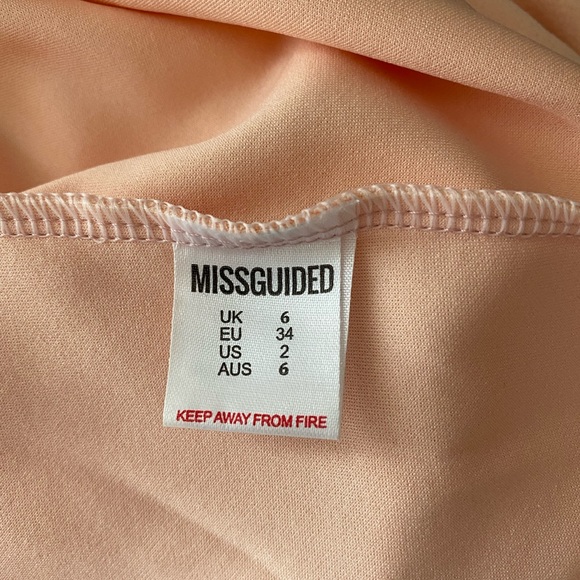 MISSGUIDED
UK 6
EU 34
US 2
AUS 6
KEEP AWAY FROM FIRE